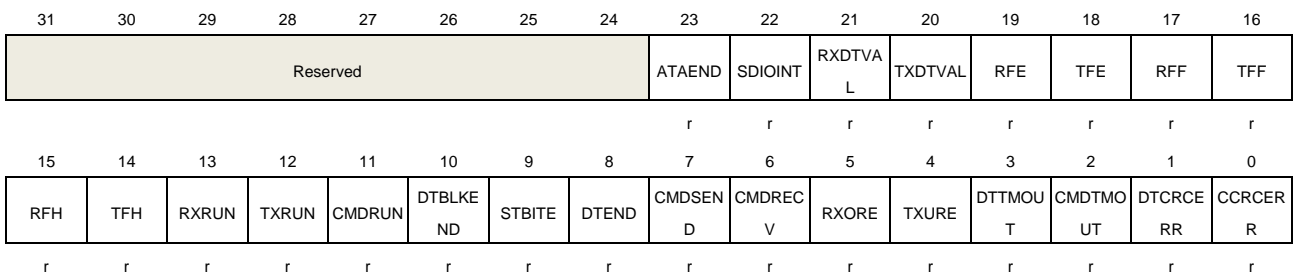 31 30 29 28 27 26 25 24 23 22 21 20 19 18 17 16
Reserved ATAEND SDIOINT RXDTVA
L TXDTVAL RFE TFE RFF TFF
r r r r r r r r
15 14 13 12 11 10 9 8 7 6 5 4 3 2 1 0
RFH TFH RXRUN TXRUN CMDRUN DTBLKE
ND STBITE DTEND CMDSEN
D CMDREC
V RXORE TXURE DTTMOU
T CMDTMO
UT DTCRCE
RR CCRCER
R
r r r r r r r r r r r r r r r r